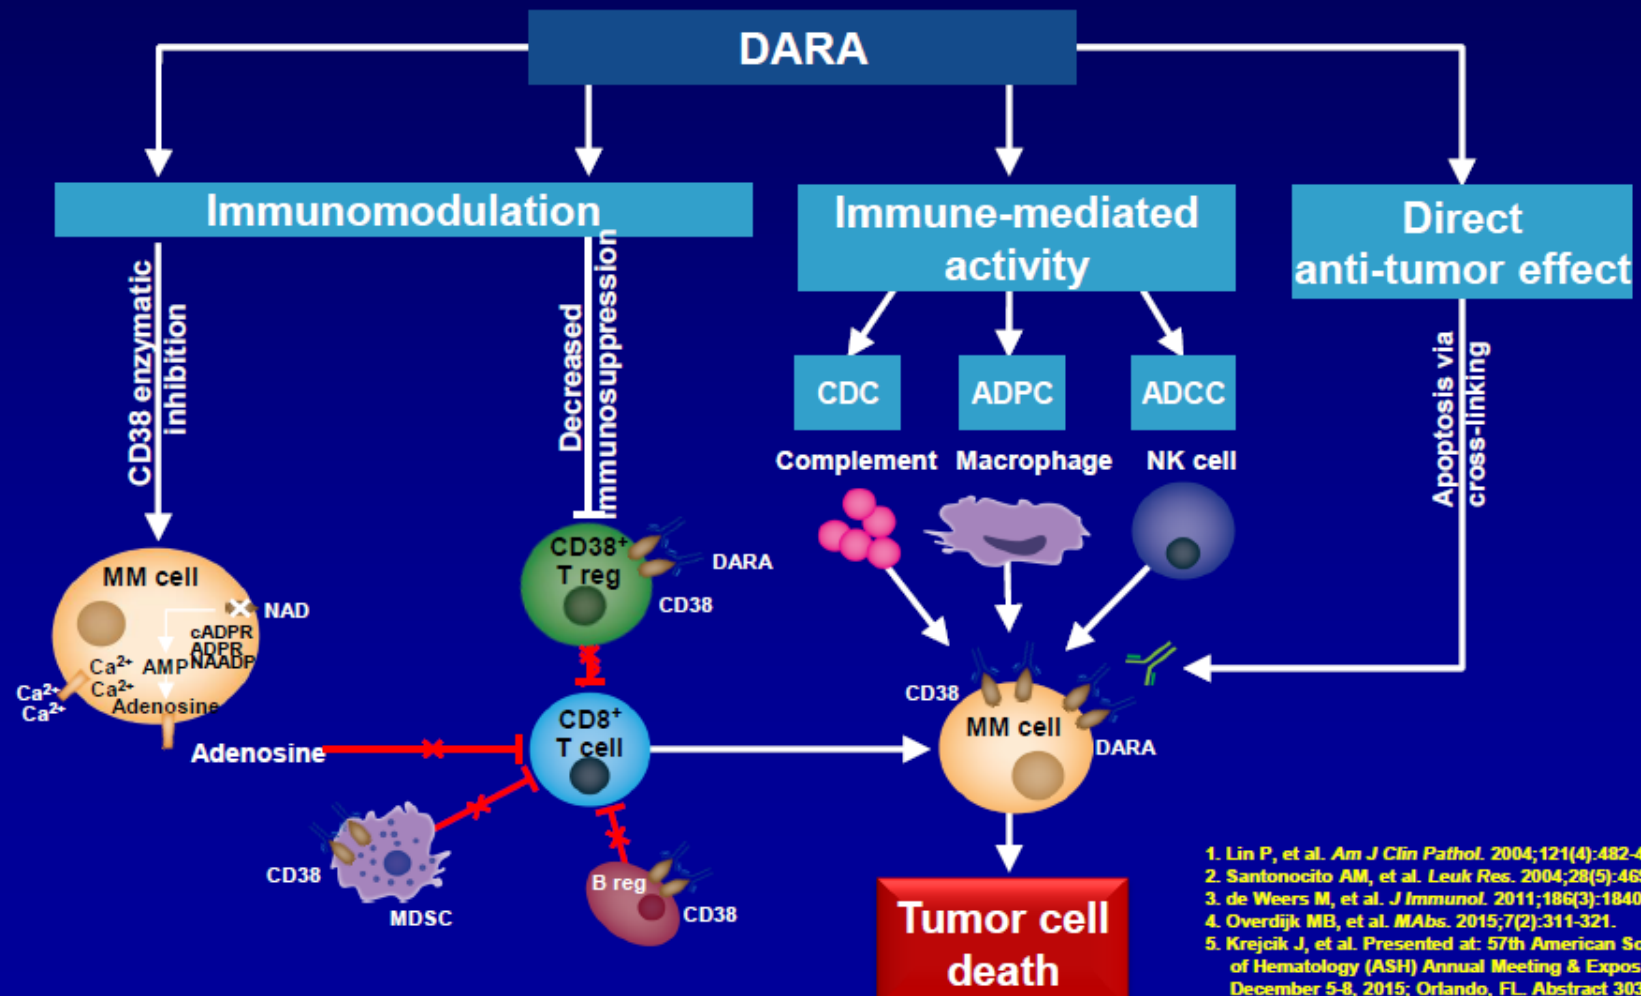 DARA
Immunomodulation
Immune-mediated
activity
Direct
anti-tumor effect
CD38 enzymatic
inhibition
Decreased
immunosuppression
CDC
ADPC
ADCC
Complement
Macrophage
NK cell
Apoptosis via
cross-linking
MM cell
NAD
cADPR
ADPR
NAADP
Ca²⁺
AMP
Ca²⁺
Adenosine
Ca²⁺
Ca²⁺
Adenosine
CD38⁺
T reg
DARA
CD38
CD8⁺
T cell
CD38
MM cell
DARA
CD38
MDSC
B reg
CD38
Tumor cell
death
1. Lin P, et al. Am J Clin Pathol. 2004;121(4):482-4
2. Santonocito AM, et al. Leuk Res. 2004;28(5):469
3. de Weers M, et al. J Immunol. 2011;186(3):1840
4. Overdijk MB, et al. MAbs. 2015;7(2):311-321.
5. Krejcik J, et al. Presented at: 57th American
of Hematology (ASH) Annual Meeting &
December 5-8, 2015; Orlando, FL. Abstract 303